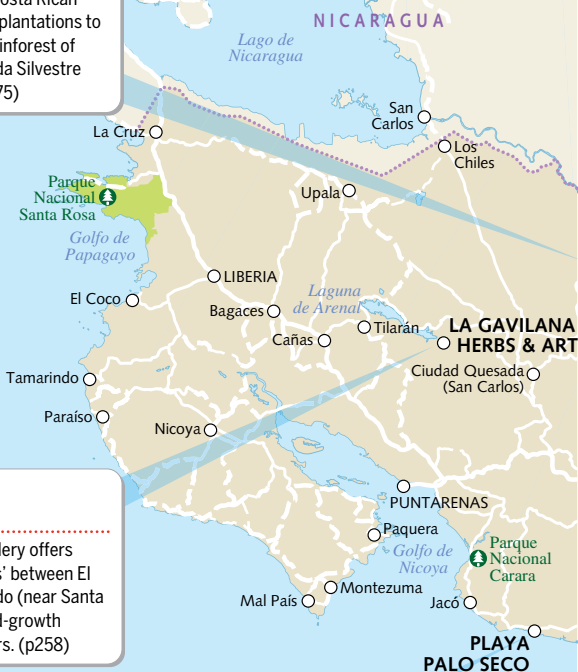 osta Rican
plantations to
inforest of
da Silvestre
75)
NICARAGUA
Lago de
Nicaragua
San
Carlos
La Cruz
Los
Chiles
Parque
Nacional
Santa Rosa
Upala
Golfo de
Papagayo
LIBERIA
El Coco
Laguna
de Arenal
Bagaces
Tilarán
LA GAVILANA
HERBS & ART
Cañas
Ciudad Quesada
(San Carlos)
Tamarindo
Paraíso
Nicoya
PUNTARENAS
lery offers
s' between El
do (near Santa
d-growth
rs. (p258)
Paquera
Golfo de
Nicoya
Parque
Nacional
Carara
Montezuma
Mal País
Jacó
PLAYA
PALO SECO